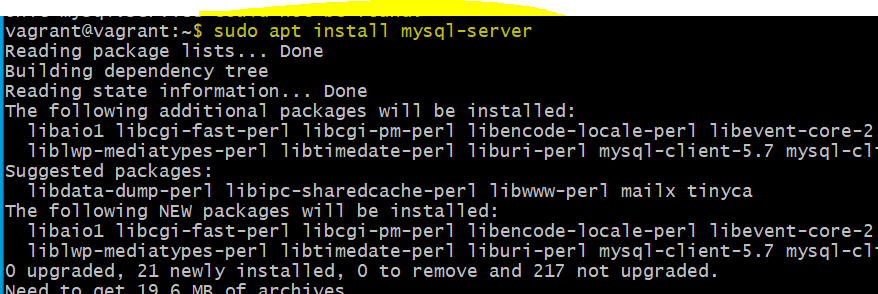 vagrant@vagrant:~$ sudo apt install mysql-server
Reading package lists... Done
Building dependency tree
Reading state information... Done
The following additional packages will be installed:
libaio1 libcgi-fast-perl libcgi-pm-perl libencode-locale-perl libevent-core-2
liblwp-mediatypes-perl libtimedate-perl liburi-perl mysql-client-5.7 mysql-cl
Suggested packages:
libdata-dump-perl libipc-sharedcache-perl libwww-perl mailx tinyca
The following NEW packages will be installed:
libaio1 libcgi-fast-perl libcgi-pm-perl libencode-locale-perl libevent-core-2
liblwp-mediatypes-perl libtimedate-perl liburi-perl mysql-client-5.7 mysql-cl
0 upgraded, 21 newly installed, 0 to remove and 217 not upgraded.
Need to get 19.6 MB of archives